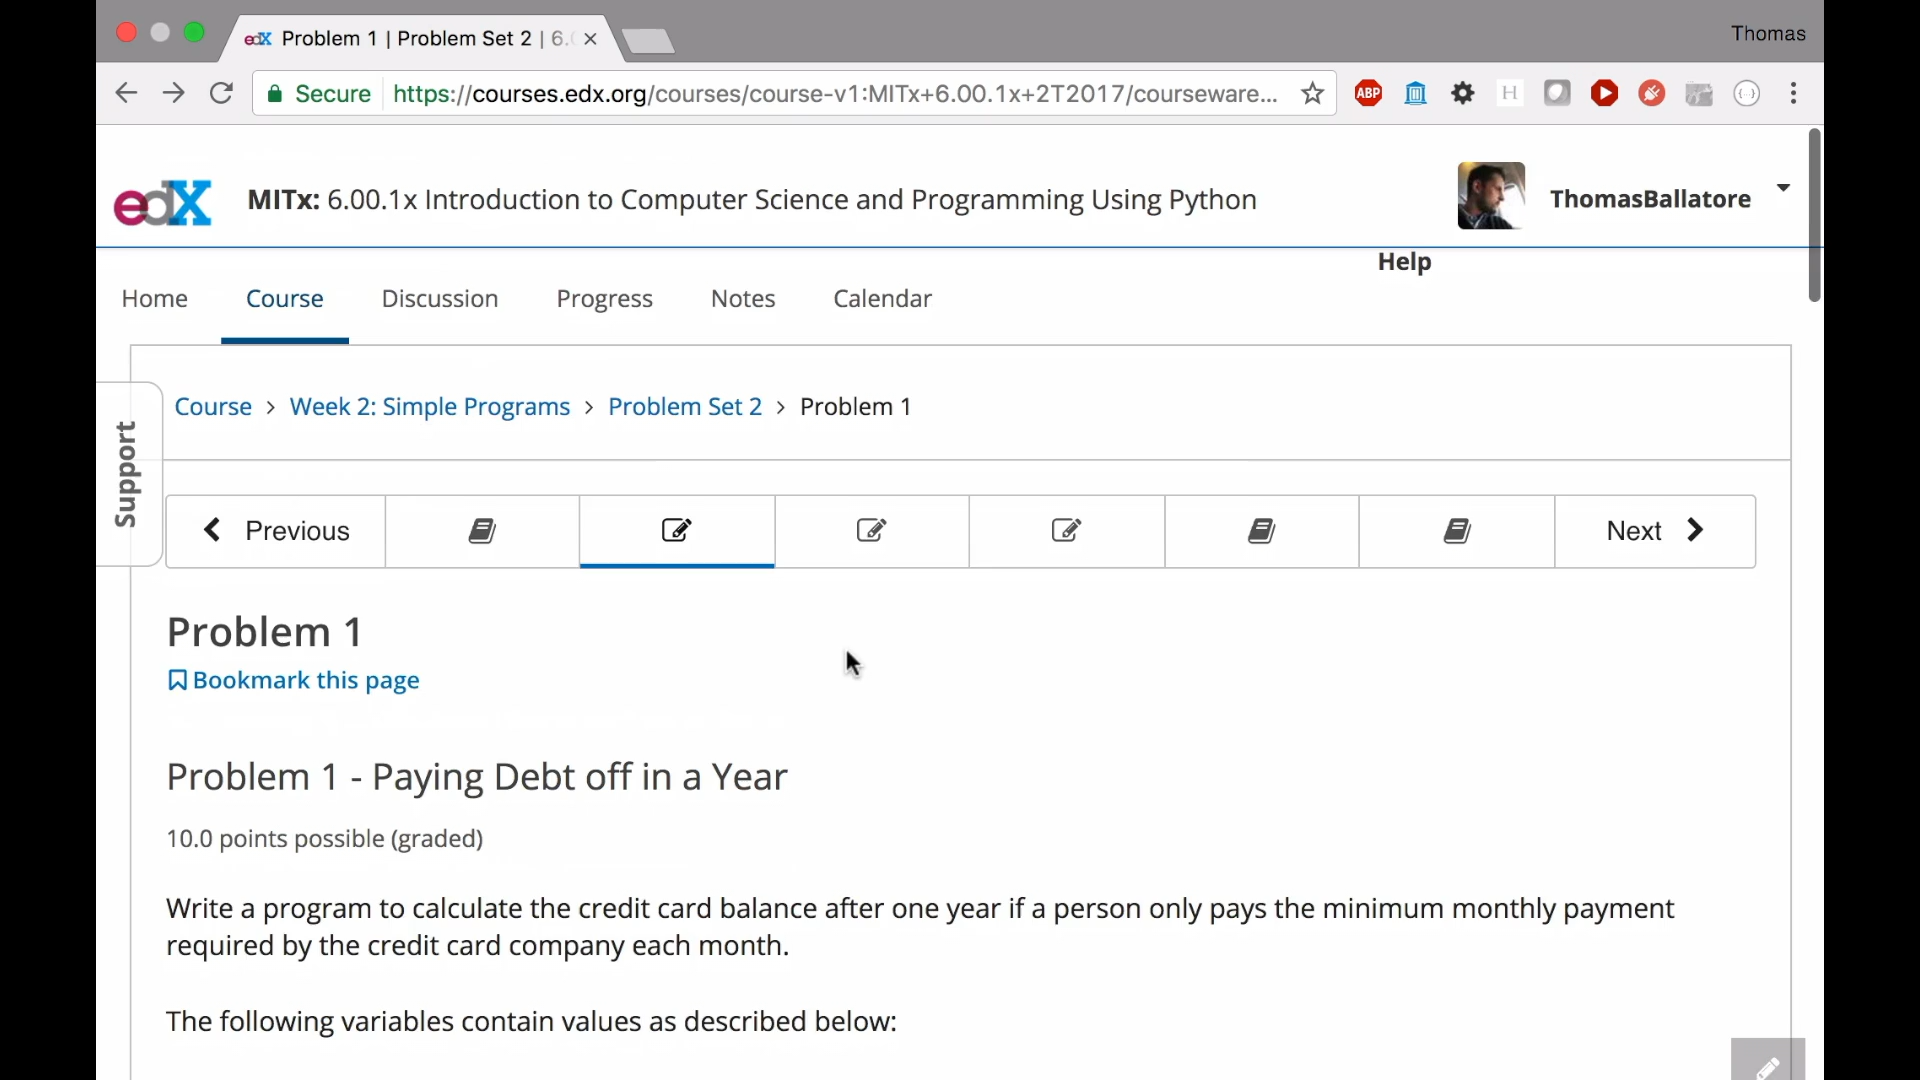 edX Problem 1 | Problem Set 2 | 6.0
Thomas
Secure https://courses.edx.org/courses/course-v1:MITx+6.00.1x+2T2017/courseware...
ABP
H
edX MITx: 6.00.1x Introduction to Computer Science and Programming Using Python
ThomasBallatore
Help
Home Course Discussion Progress Notes Calendar
Support
Course > Week 2: Simple Programs > Problem Set 2 > Problem 1
Previous Next
Problem 1
Bookmark this page
Problem 1 - Paying Debt off in a Year
10.0 points possible (graded)
Write a program to calculate the credit card balance after one year if a person only pays the minimum monthly payment
required by the credit card company each month.
The following variables contain values as described below: